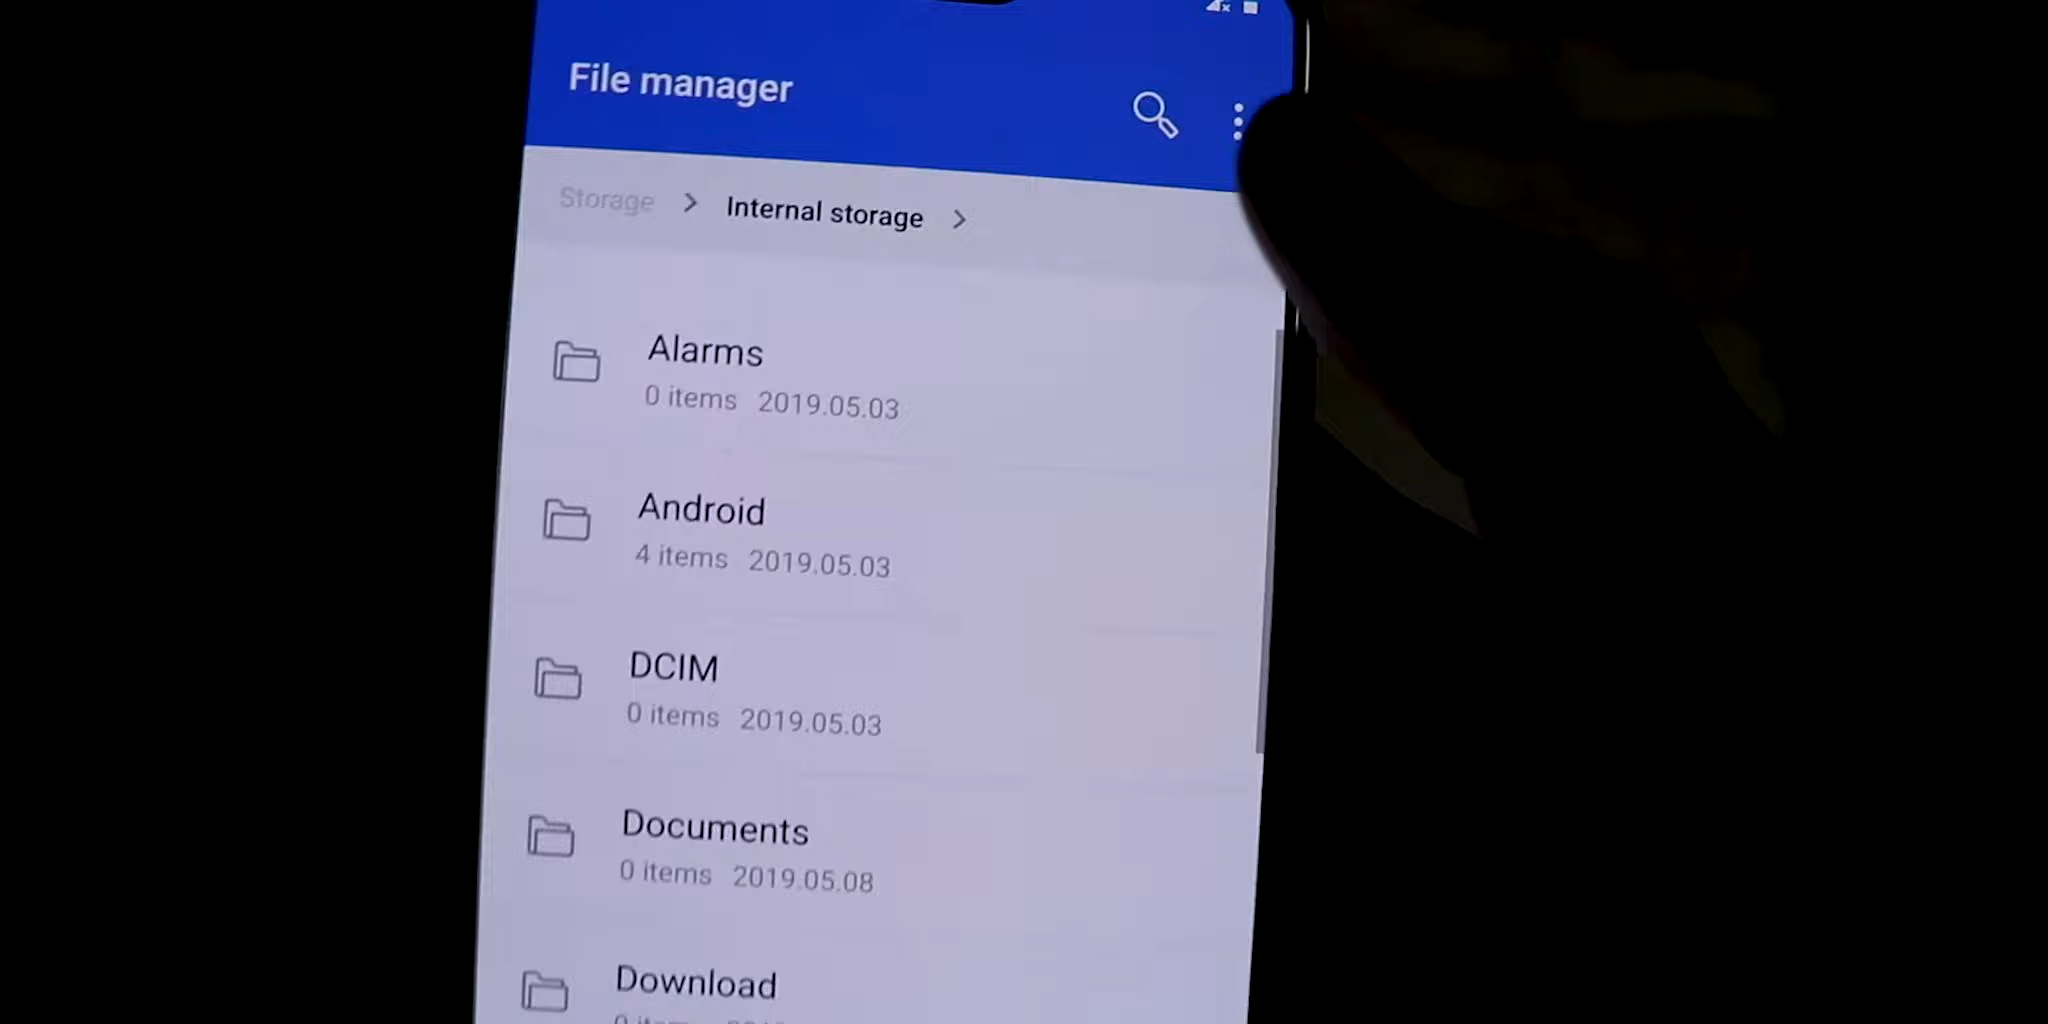 File manager
Storage > Internal storage >
Alarms
0 items 2019.05.03
Android
4 items 2019.05.03
DCIM
0 items 2019.05.03
Documents
0 items 2019.05.08
Download